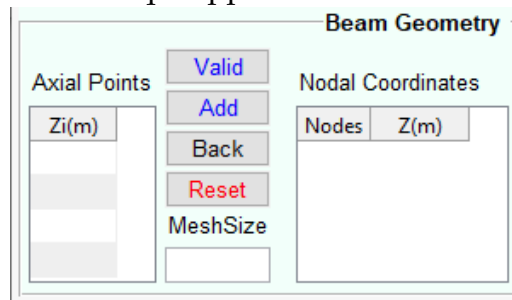 Beam Geometry
Axial Points
Valid
Nodal Coordinates
Zi(m)
Add
Nodes Z(m)
Back
Reset
MeshSize